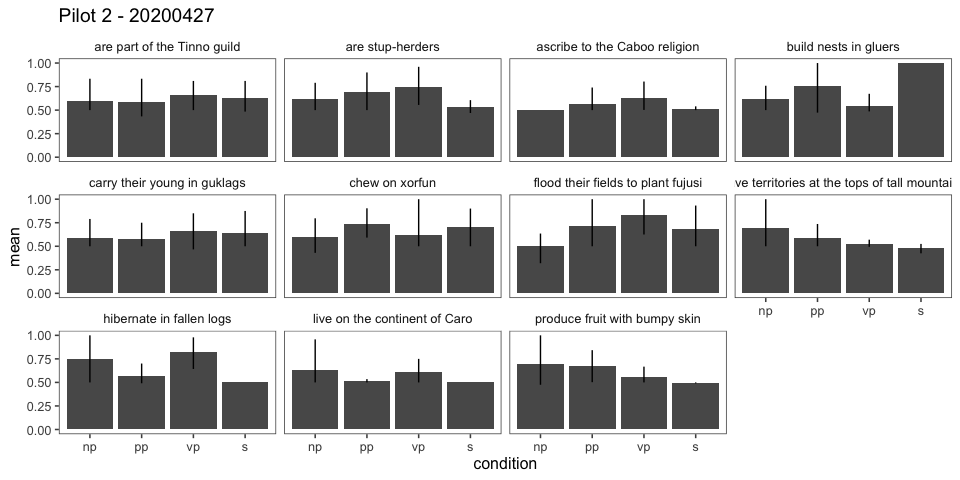 Pilot 2 - 20200427
are part of the Tinno guild
are stup-herders
ascribe to the Caboo religion
build nests in gluers
1.00
0.75
0.50
0.25
0.00
carry their young in guklags
chew on xorfun
flood their fields to plant fujusi
ve territories at the tops of tall mountai
1.00
0.75
0.50
0.25
0.00
mean
np pp vp s
hibernate in fallen logs
live on the continent of Caro
produce fruit with bumpy skin
1.00
0.75
0.50
0.25
0.00
np pp vp s
np pp vp s
np pp vp s
condition